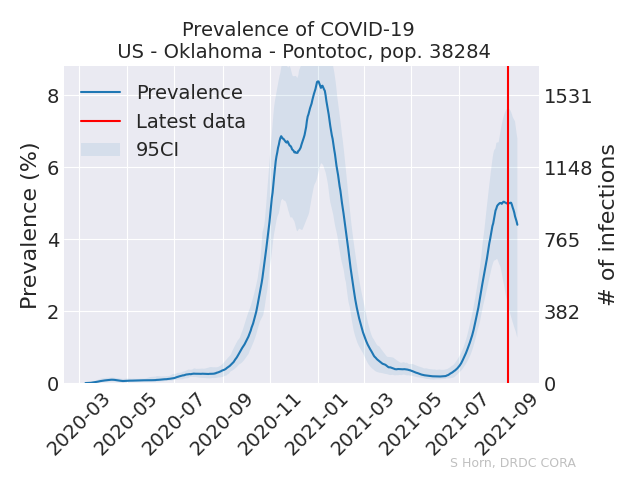 Prevalence of COVID-19
US - Oklahoma - Pontotoc, pop. 38284
Prevalence
Latest data
95CI
Prevalence (%)
8
6
4
2
0
1531
1148
765
382
0
# of infections
2020-03
2020-05
2020-07
2020-09
2020-11
2021-01
2021-03
2021-05
2021-07
2021-09
S Horn, DRDC CORA